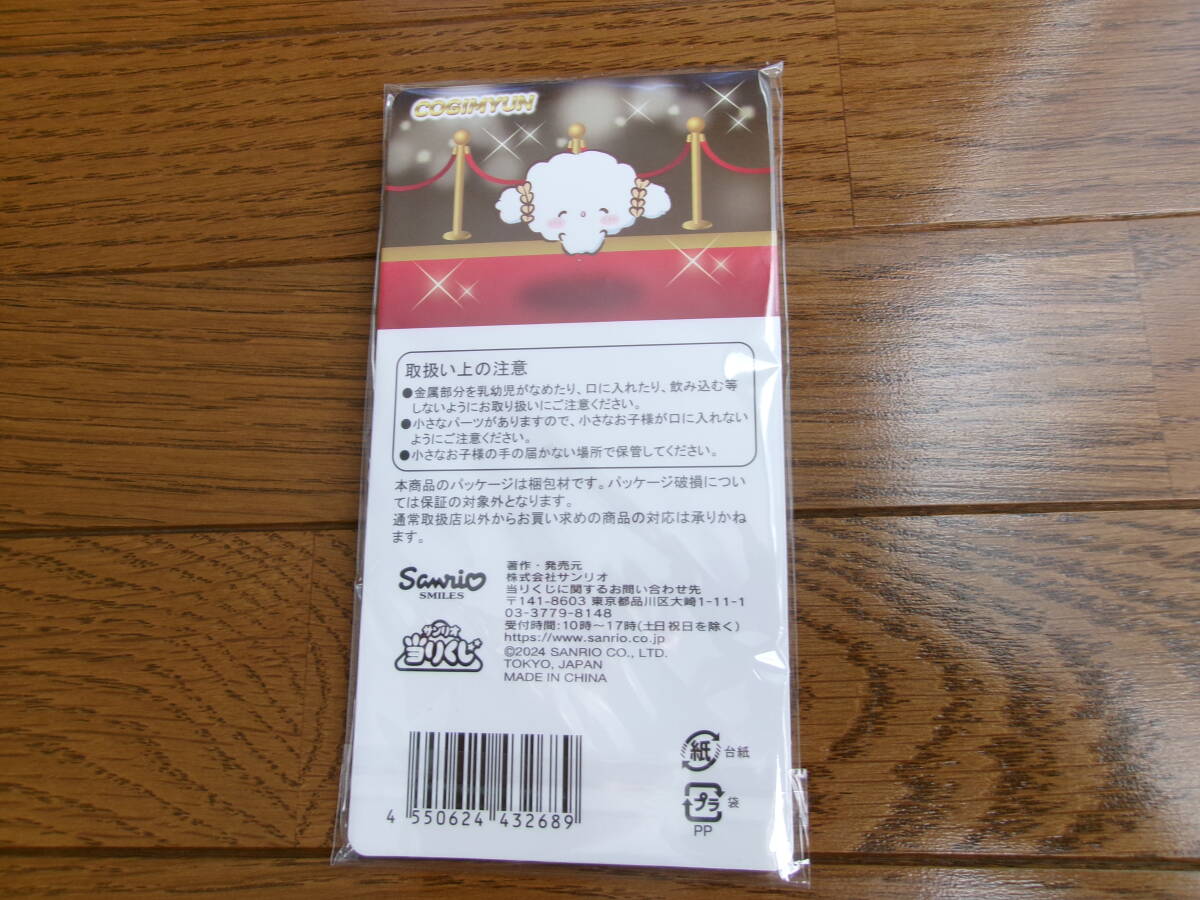 COGIMYUN
取扱い上の注意
●金属部分を乳幼児がなめたり、口に入れたり、飲み込む等
しないようにお取り扱いにご注意ください。
●小さなパーツがありますので、小さなお子様が口に入れない
ようにご注意ください。
●小さなお子様の手の届かない場所で保管してください。
本商品のパッケージは梱包材です。パッケージ破損につい
ては保証の対象外となります。
通常取扱店以外からお買い求めの商品の対応は承りかね
ます。
Sanrio
SMILES
サンリオ
当りくじ
著作・発売元
株式会社サンリオ
当りくじに関するお問い合わせ先
〒141-8603 東京都品川区大崎1-11-1
03-3779-8148
受付時間:10時〜17時(土日祝日を除く)
https://www.sanrio.co.jp
©2024 SANRIO CO., LTD.
TOKYO, JAPAN
MADE IN CHINA
4 550624 432689
紙 台紙
プラ 袋
PP